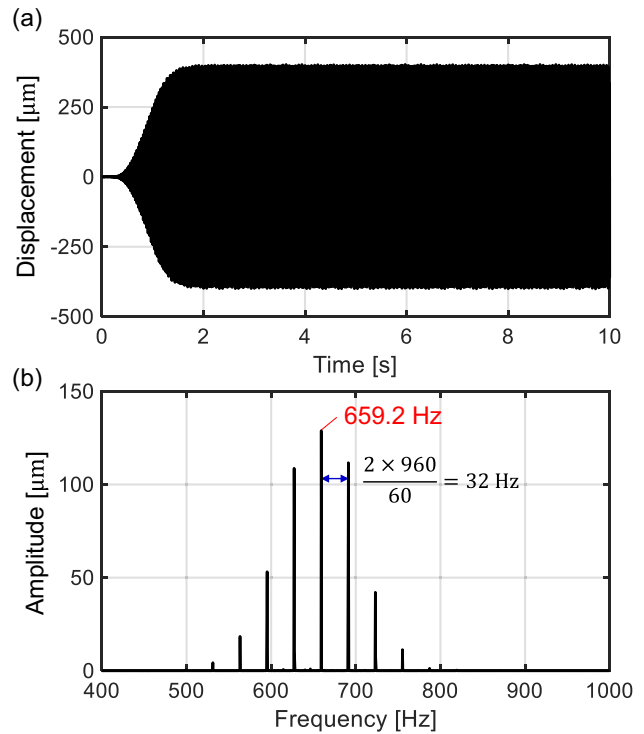 (a)
500
250
0
-250
-500
Displacement [μm]
0 2 4 6 8 10
Time [s]
(b)
150
100
50
0
Amplitude [μm]
659.2 Hz
2 × 960
60
= 32 Hz
400 500 600 700 800 900 1000
Frequency [Hz]